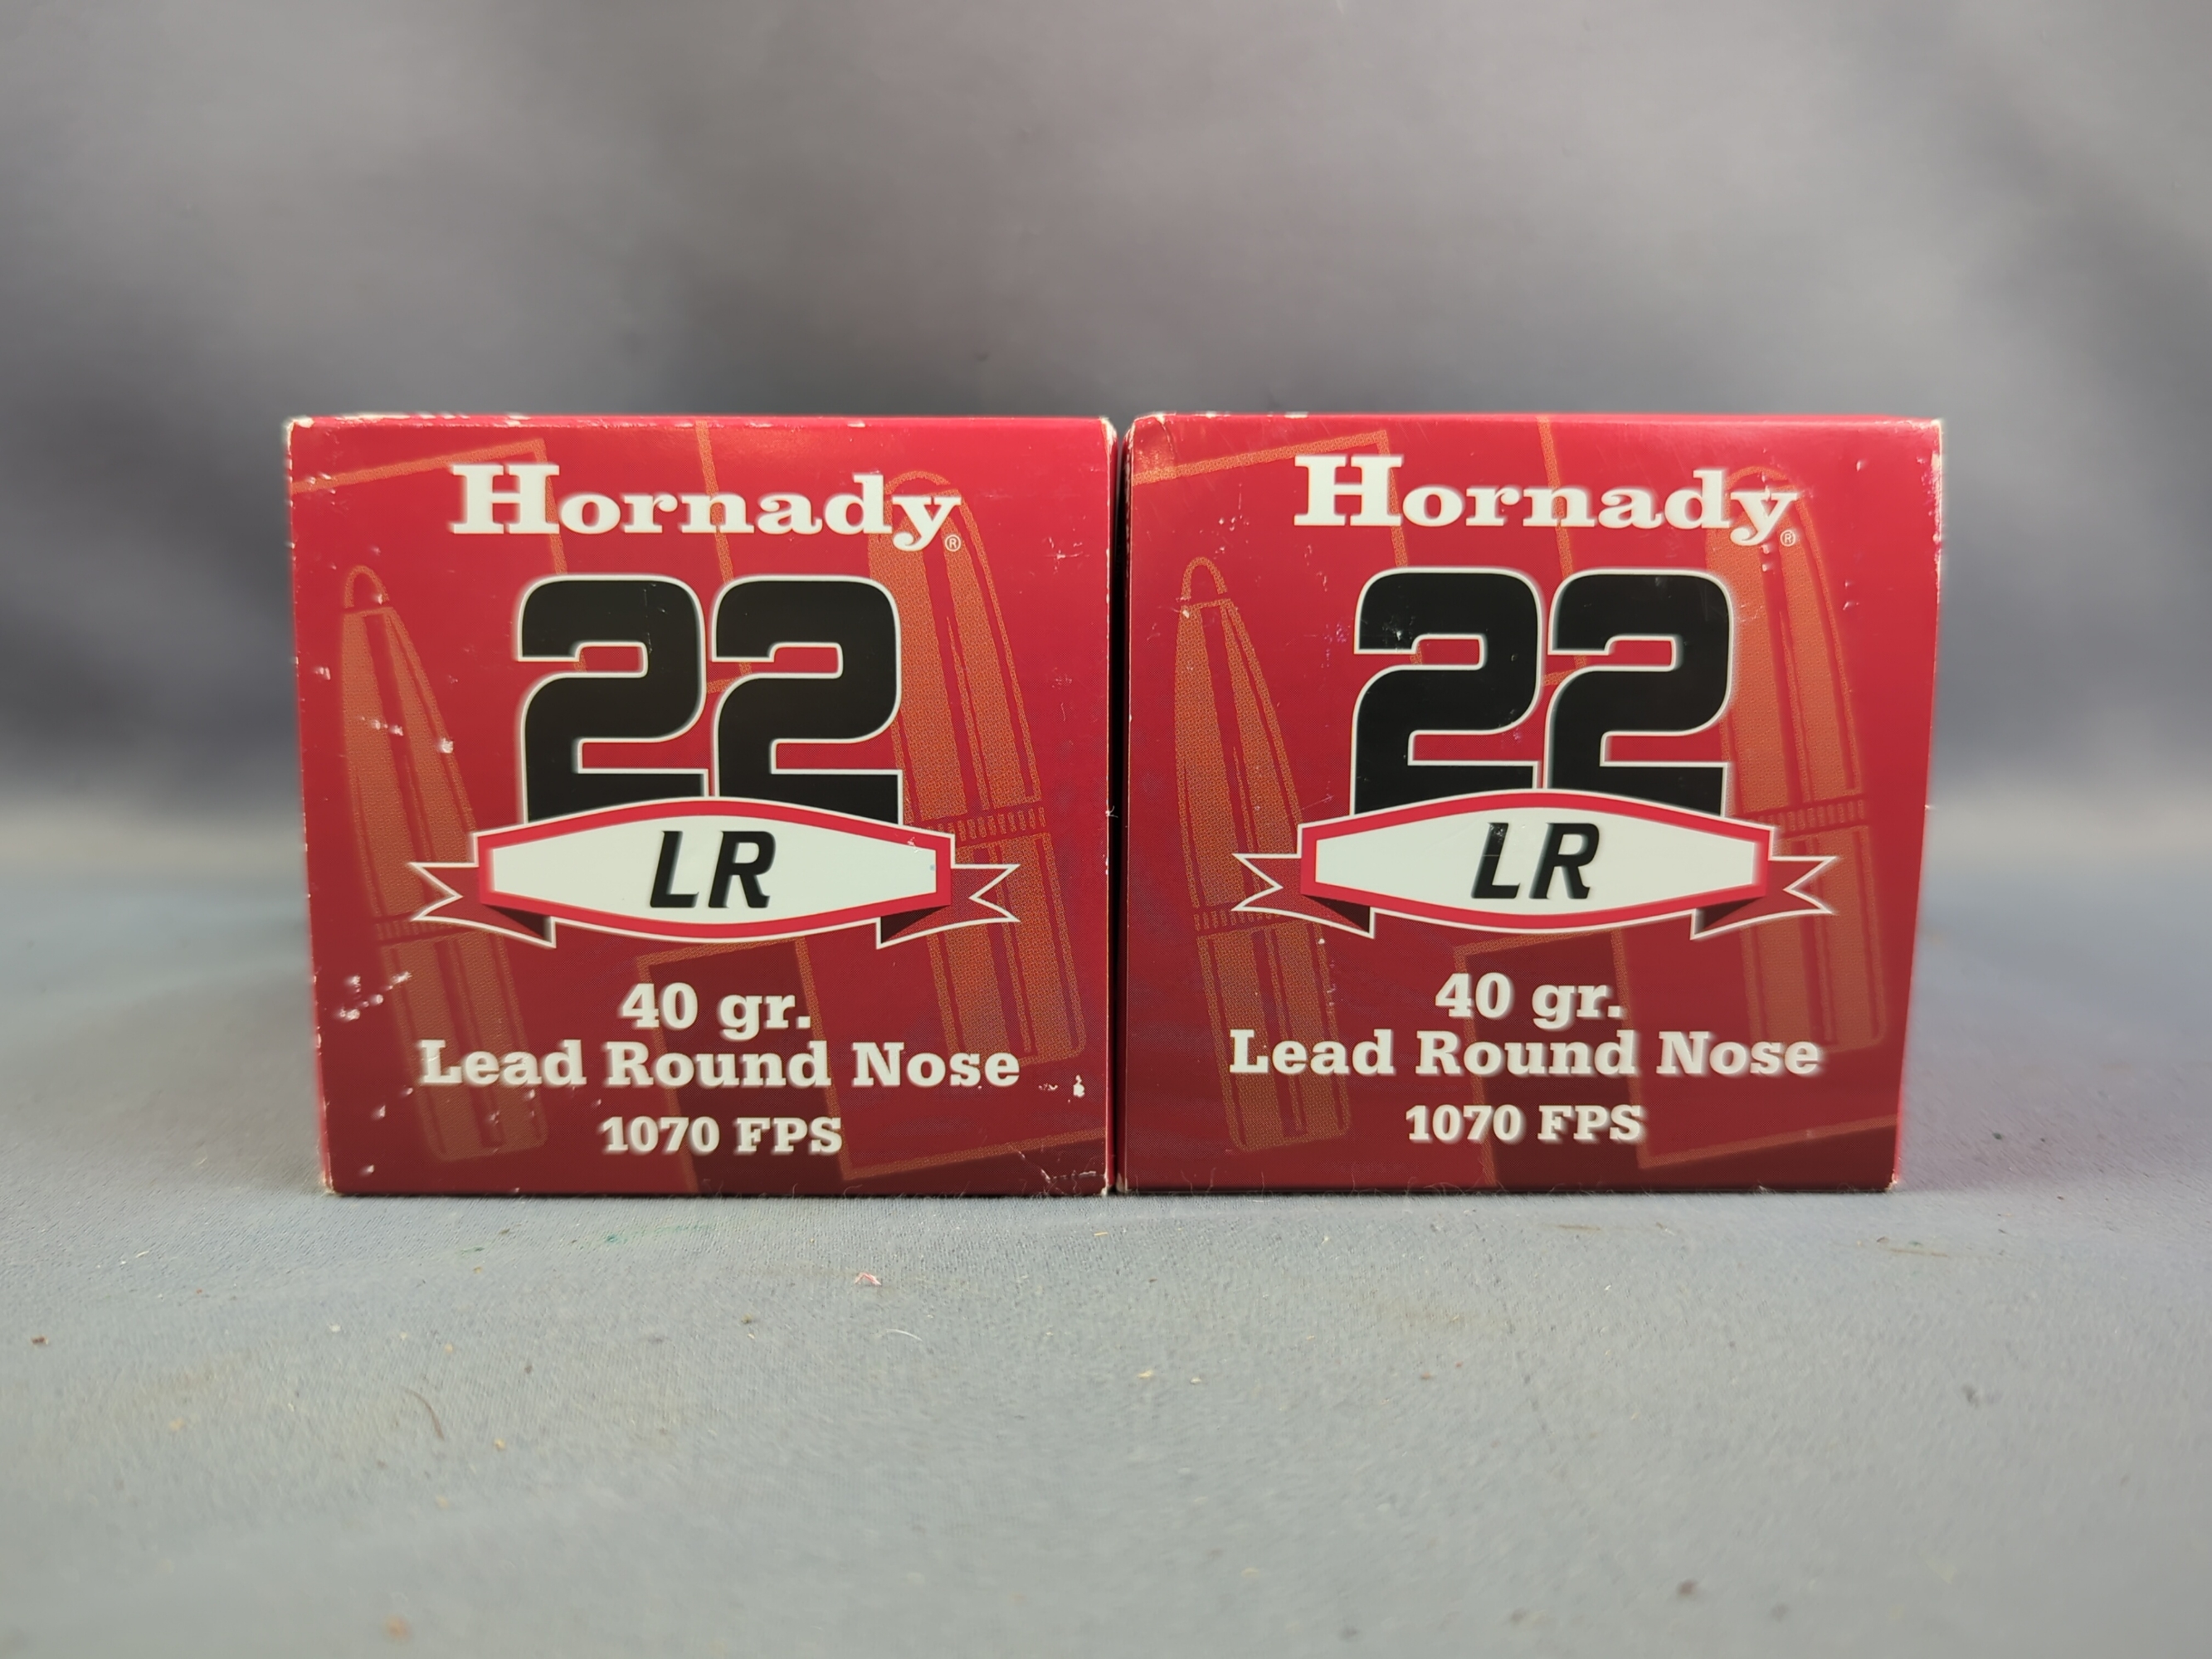 Hornady®
22
LR
40 gr.
Lead Round Nose
1070 FPS
Hornady®
22
LR
40 gr.
Lead Round Nose
1070 FPS